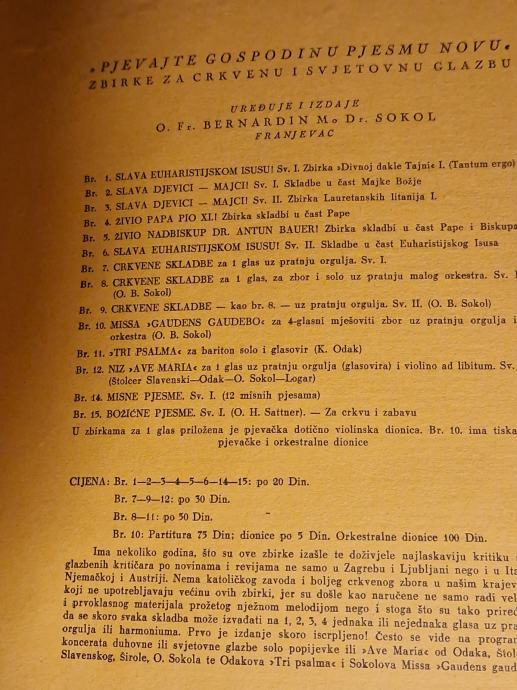 »PJEVAJTE GOSPODINU PJESMU NOVU«
ZBIRKE ZA CRKVENU I SVJETOVNU GLAZBU
UREĐUJE I IZDAJE
O. Fr. BERNARDIN Mo Dr. SOKOL
FRANJEVAC
Br. 1. SLAVA EUHARISTIJSKOM ISUSU! Sv. I. Zbirka »Divnoj dakle Tajni« I. (Tantum ergo)
Br. 2. SLAVA DJEVICI — MAJCI! Sv. I. Skladbe u čast Majke Božje
Br. 3. SLAVA DJEVICI — MAJCI! Sv. II. Zbirka Lauretanskih litanija I.
Br. 4. ŽIVIO PAPA PIO XI.! Zbirka skladbi u čast Pape
Br. 5. ŽIVIO NADBISKUP DR. ANTUN BAUER! Zbirka skladbi u čast Pape i Biskupa
Br. 6. SLAVA EUHARISTIJSKOM ISUSU! Sv. II. Skladbe u čast Euharistijskog Isusa
Br. 7. CRKVENE SKLADBE za 1 glas uz pratnju orgulja. Sv. I.
Br. 8. CRKVENE SKLADBE za 1 glas, za zbor i solo uz pratnju malog orkestra. Sv. I
(O. B. Sokol)
Br. 9. CRKVENE SKLADBE — kao br. 8. — uz pratnju orgulja. Sv. II. (O. B. Sokol)
Br. 10. MISSA »GAUDENS GAUDEBO« za 4-glasni mješoviti zbor uz pratnju orgulja i
orkestra (O. B. Sokol)
Br. 11. »TRI PSALMA« za bariton solo i glasovir (K. Odak)
Br. 12. NIZ »AVE MARIA« za 1 glas uz pratnju orgulja (glasovira) i violino ad libitum. Sv.
(Štolcer Slavenski—Odak—O. Sokol—Logar)
Br. 14. MISNE PJESME. Sv. I. (12 misnih pjesama)
Br. 15. BOŽIĆNE PJESME. Sv. I. (O. H. Sattner). — Za crkvu i zabavu
U zbirkama za 1 glas priložena je pjevačka dotično violinska dionica. Br. 10. ima tiska
pjevačke i orkestralne dionice
CIJENA: Br. 1—2—3—4—5—6—14—15: po 20 Din.
Br. 7—9—12: po 30 Din.
Br. 8—11: po 50 Din.
Br. 10: Partitura 75 Din; dionice po 5 Din. Orkestralne dionice 100 Din.
Ima nekoliko godina, što su ove zbirke izašle te doživjele najlaskaviju kritiku
glazbenih kritičara po novinama i revijama ne samo u Zagrebu i Ljubljani nego i u Ita
Njemačkoj i Austriji. Nema katoličkog zavoda i boljeg crkvenog zbora u našim krajev
koji ne upotrebljavaju većinu ovih zbirki, jer su došle kao naručene ne samo radi vel
i prvoklasnog materijala prožetog nježnom melodijom nego i stoga što su tako prired
da se skoro svaka skladba može izvađati na 1, 2, 3, 4 jednaka ili nejednaka glasa uz pra
orgulja ili harmoniuma. Prvo je izdanje skoro iscrpljeno! Često se vide na program
koncerata duhovne ili svjetovne glazbe solo popijevke ili »Ave Maria« od Odaka, Štol
Slavenskog, Širole, O. Sokola te Odakova »Tri psalma« i Sokolova Missa »Gaudens gaud